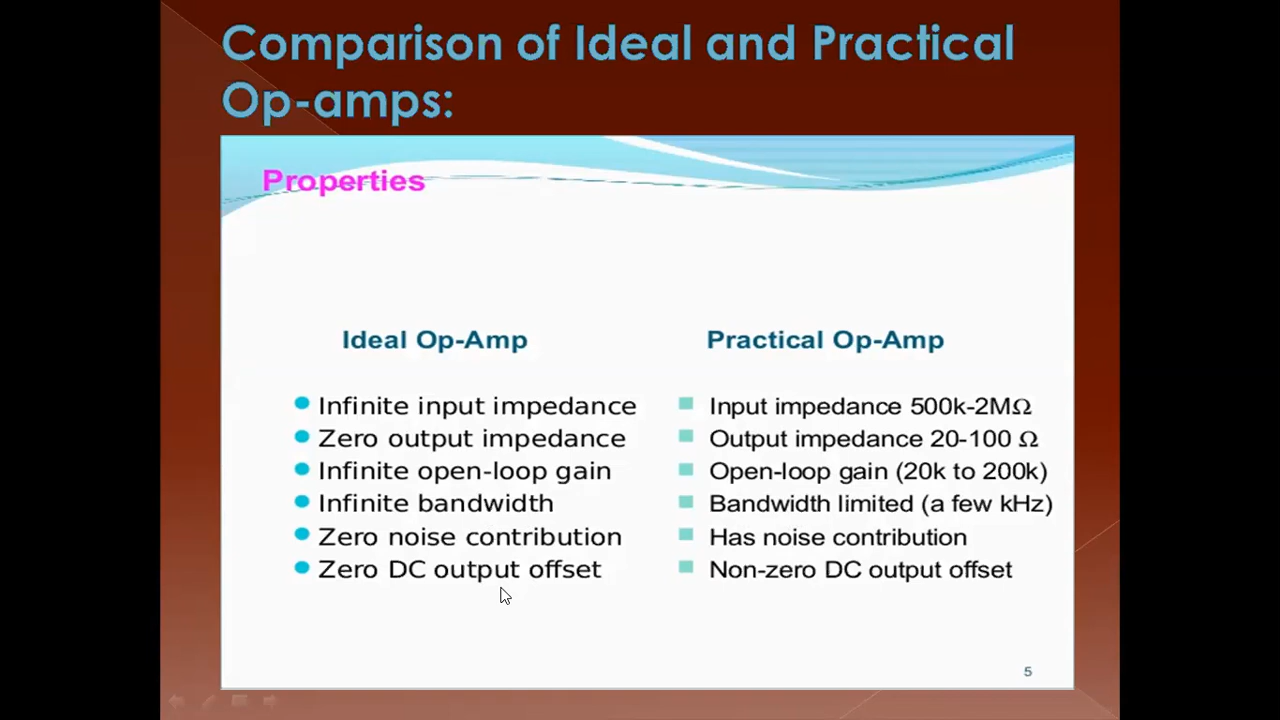 Comparison of Ideal and Practical
Op-amps:
Properties
Ideal Op-Amp
Practical Op-Amp
Infinite input impedance
Zero output impedance
Infinite open-loop gain
Infinite bandwidth
Zero noise contribution
Zero DC output offset
Input impedance 500k-2MΩ
Output impedance 20-100 Ω
Open-loop gain (20k to 200k)
Bandwidth limited (a few kHz)
Has noise contribution
Non-zero DC output offset
5